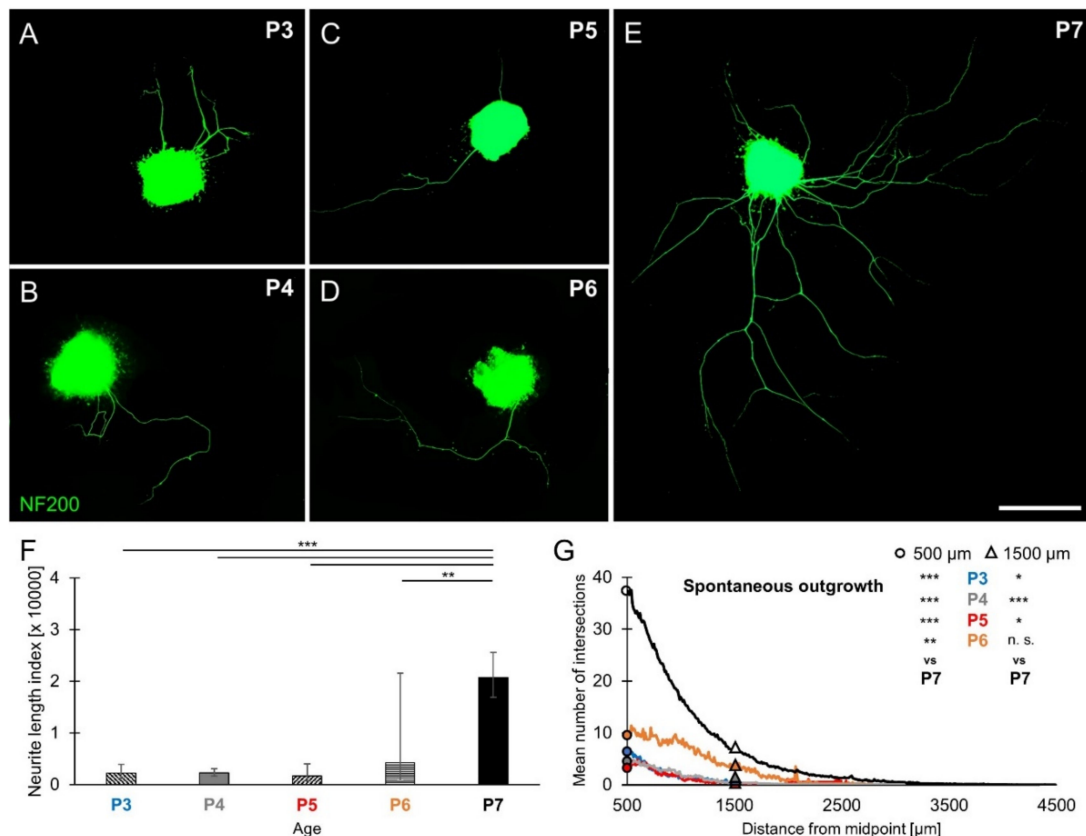 A P3
C P5
E P7
B P4
D P6
NF200
F
***
**
Neurite length index [x 10000]
4
3
2
1
0
P3 P4 P5 P6 P7
Age
G
500 µm 1500 µm
Spontaneous outgrowth
*** P3 *
*** P4 ***
*** P5 *
** P6 n. s.
vs vs
P7 P7
Mean number of intersections
40
30
20
10
0
500 1500 2500 3500 4500
Distance from midpoint [µm]